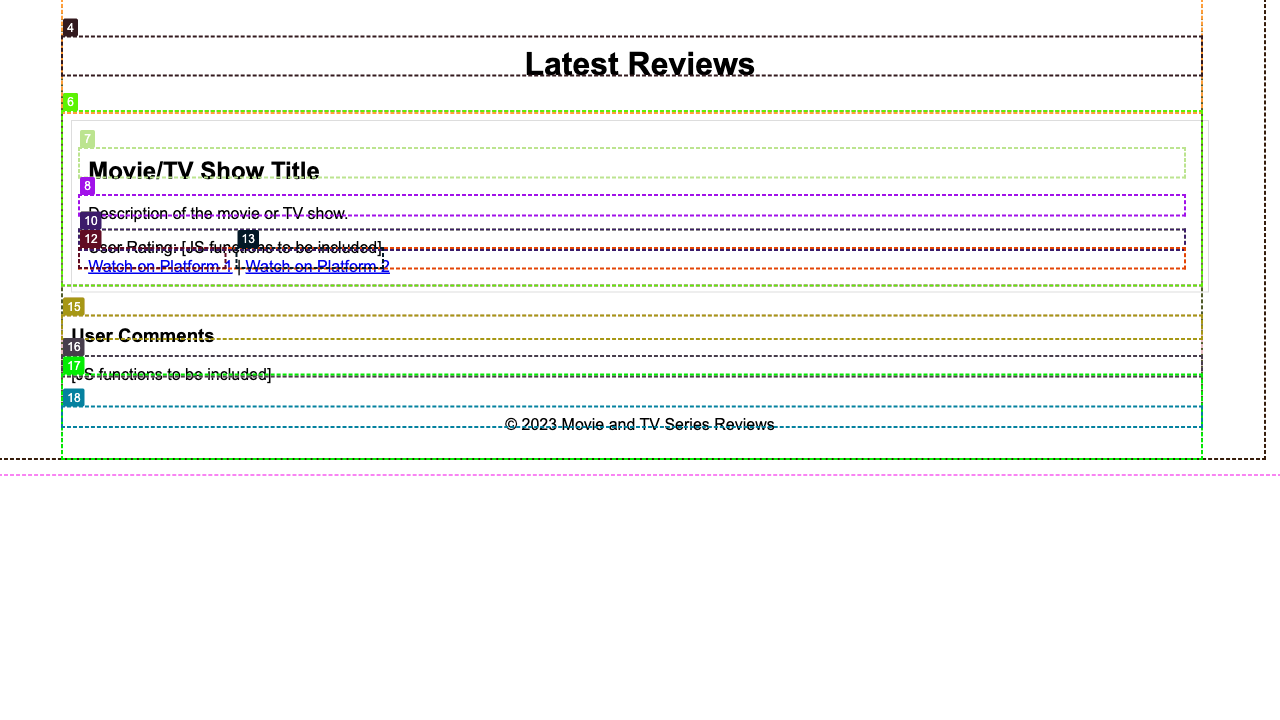 4
Latest Reviews
6
7
Movie/TV Show Title
8
Description of the movie or TV show.
10
12 13
User Rating: [JS functions to be included]
Watch on Platform 1 | Watch on Platform 2
15
User Comments
16
17
[JS functions to be included]
18
© 2023 Movie and TV Series Reviews